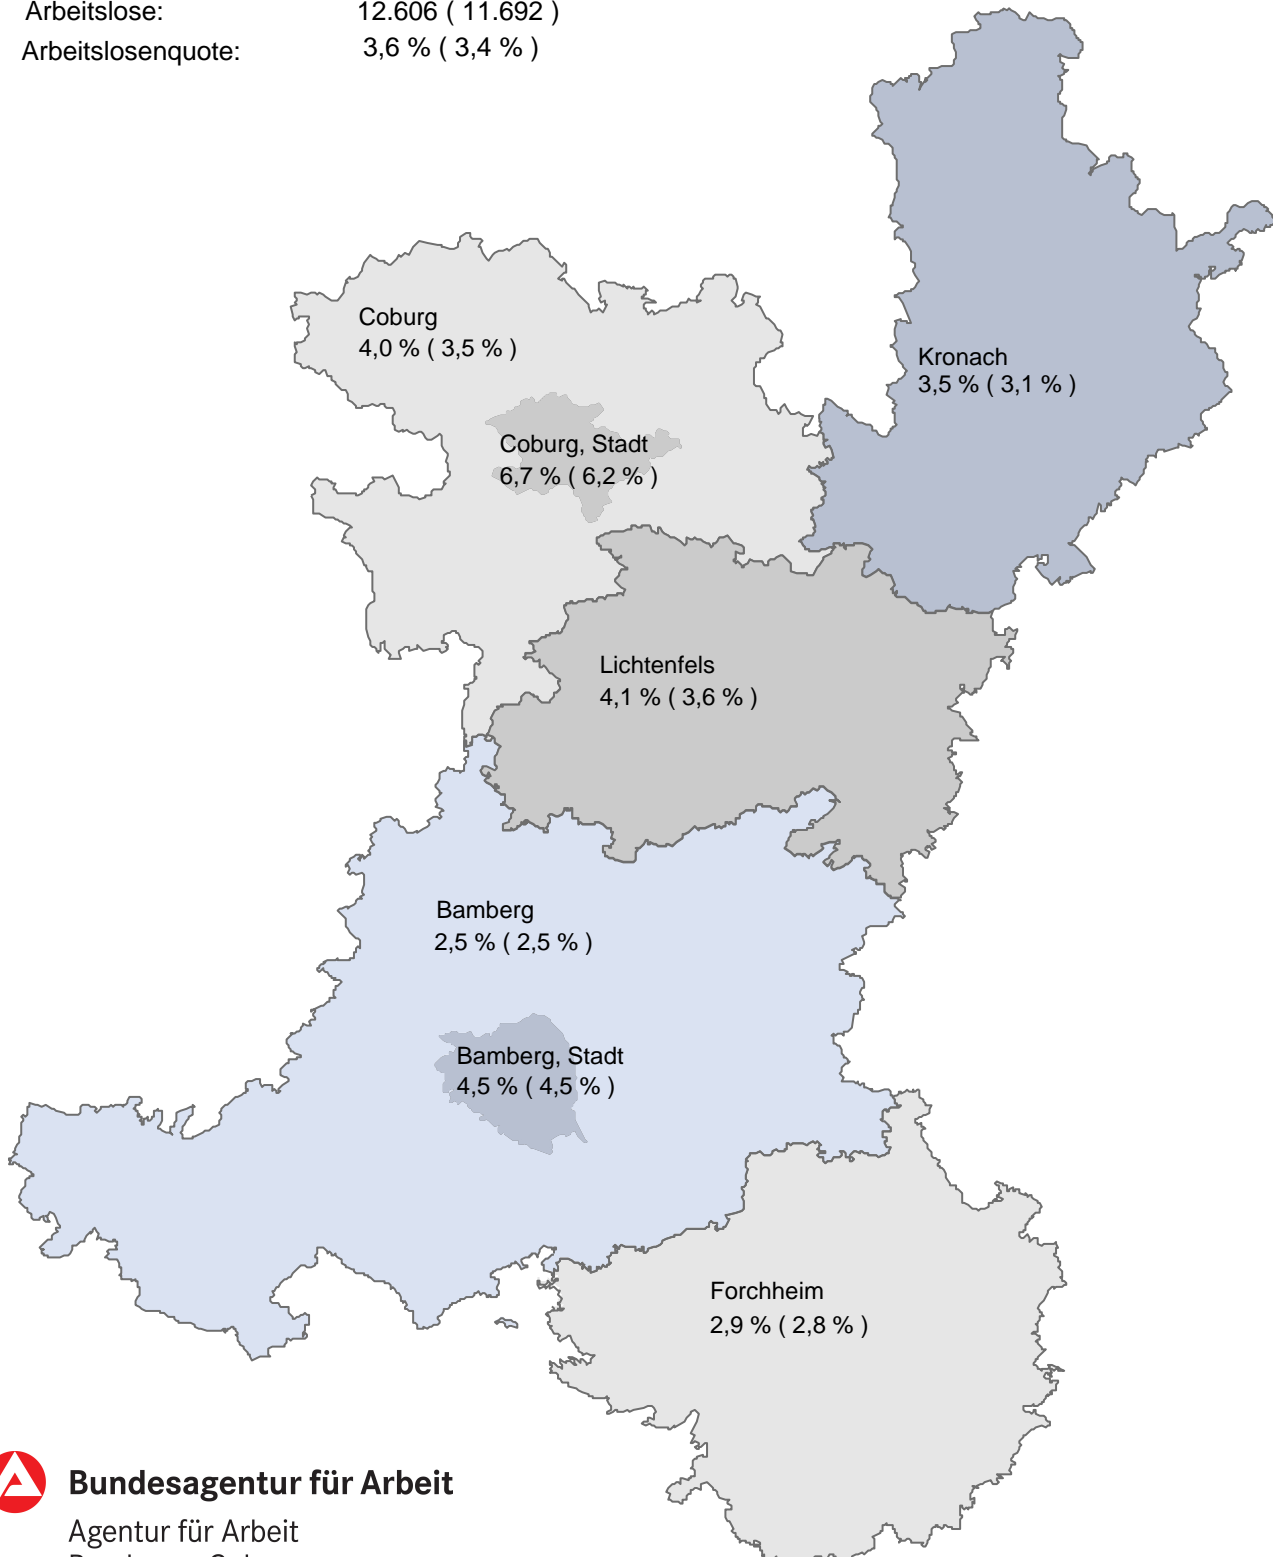 Arbeitslose: 12.606 ( 11.692 )
Arbeitslosenquote: 3,6 % ( 3,4 % )
Coburg
4,0 % ( 3,5 % )
Kronach
3,5 % ( 3,1 % )
Coburg, Stadt
6,7 % ( 6,2 % )
Lichtenfels
4,1 % ( 3,6 % )
Bamberg
2,5 % ( 2,5 % )
Bamberg, Stadt
4,5 % ( 4,5 % )
Forchheim
2,9 % ( 2,8 % )
Bundesagentur für Arbeit
Agentur für Arbeit